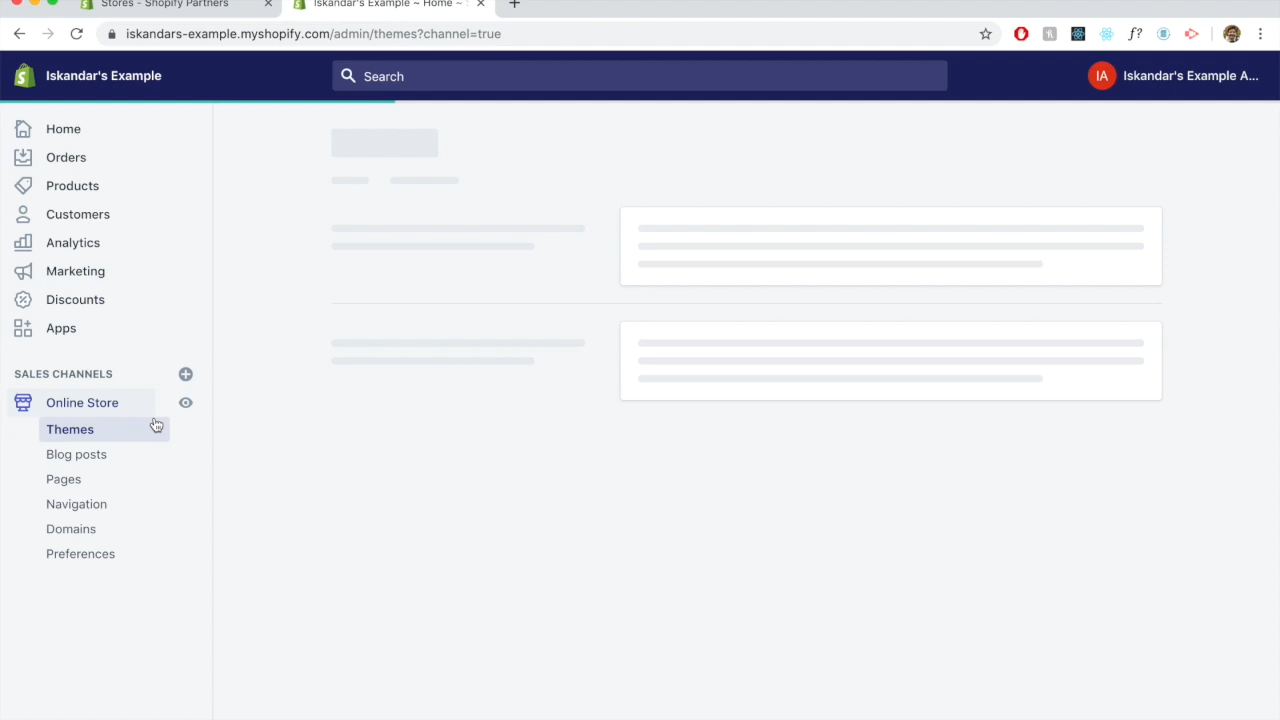 Stores - Shopify Partners
Iskandar's Example ~ Home ~
iskandars-example.myshopify.com/admin/themes?channel=true
Iskandar's Example
Search
IA
Iskandar's Example A...
Home
Orders
Products
Customers
Analytics
Marketing
Discounts
Apps
SALES CHANNELS
Online Store
Themes
Blog posts
Pages
Navigation
Domains
Preferences